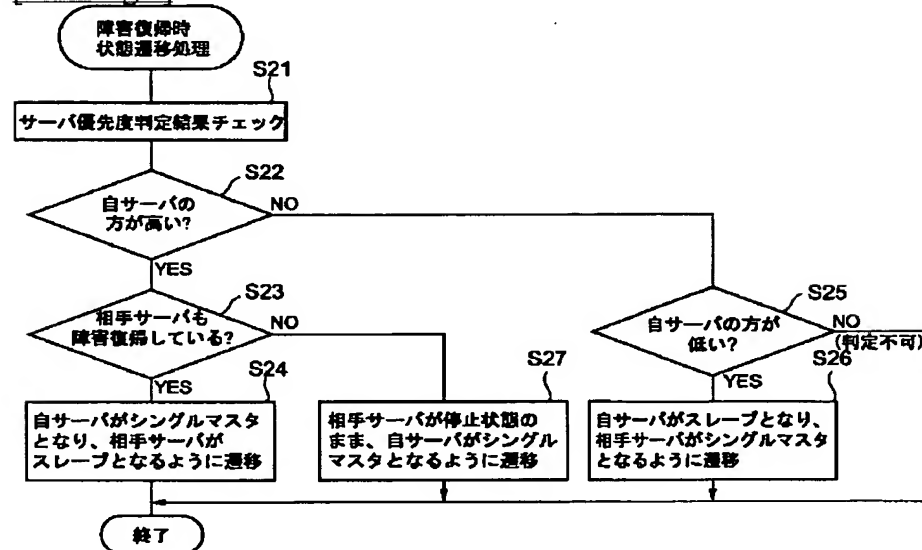 障害復帰時
状態遷移処理
S21
サーバ優先度判定結果チェック
S22
自サーバの
方が高い?
NO
YES
S23
相手サーバも
障害復帰している?
NO
YES
S24
自サーバがシングルマスタ
となり、相手サーバが
スレーブとなるように遷移
S27
相手サーバが停止状態の
まま、自サーバがシングル
マスタとなるように遷移
S25
自サーバの方が
低い?
NO
(判定不可)
YES
S26
自サーバがスレーブとなり、
相手サーバがシングルマスタ
となるように遷移
終了